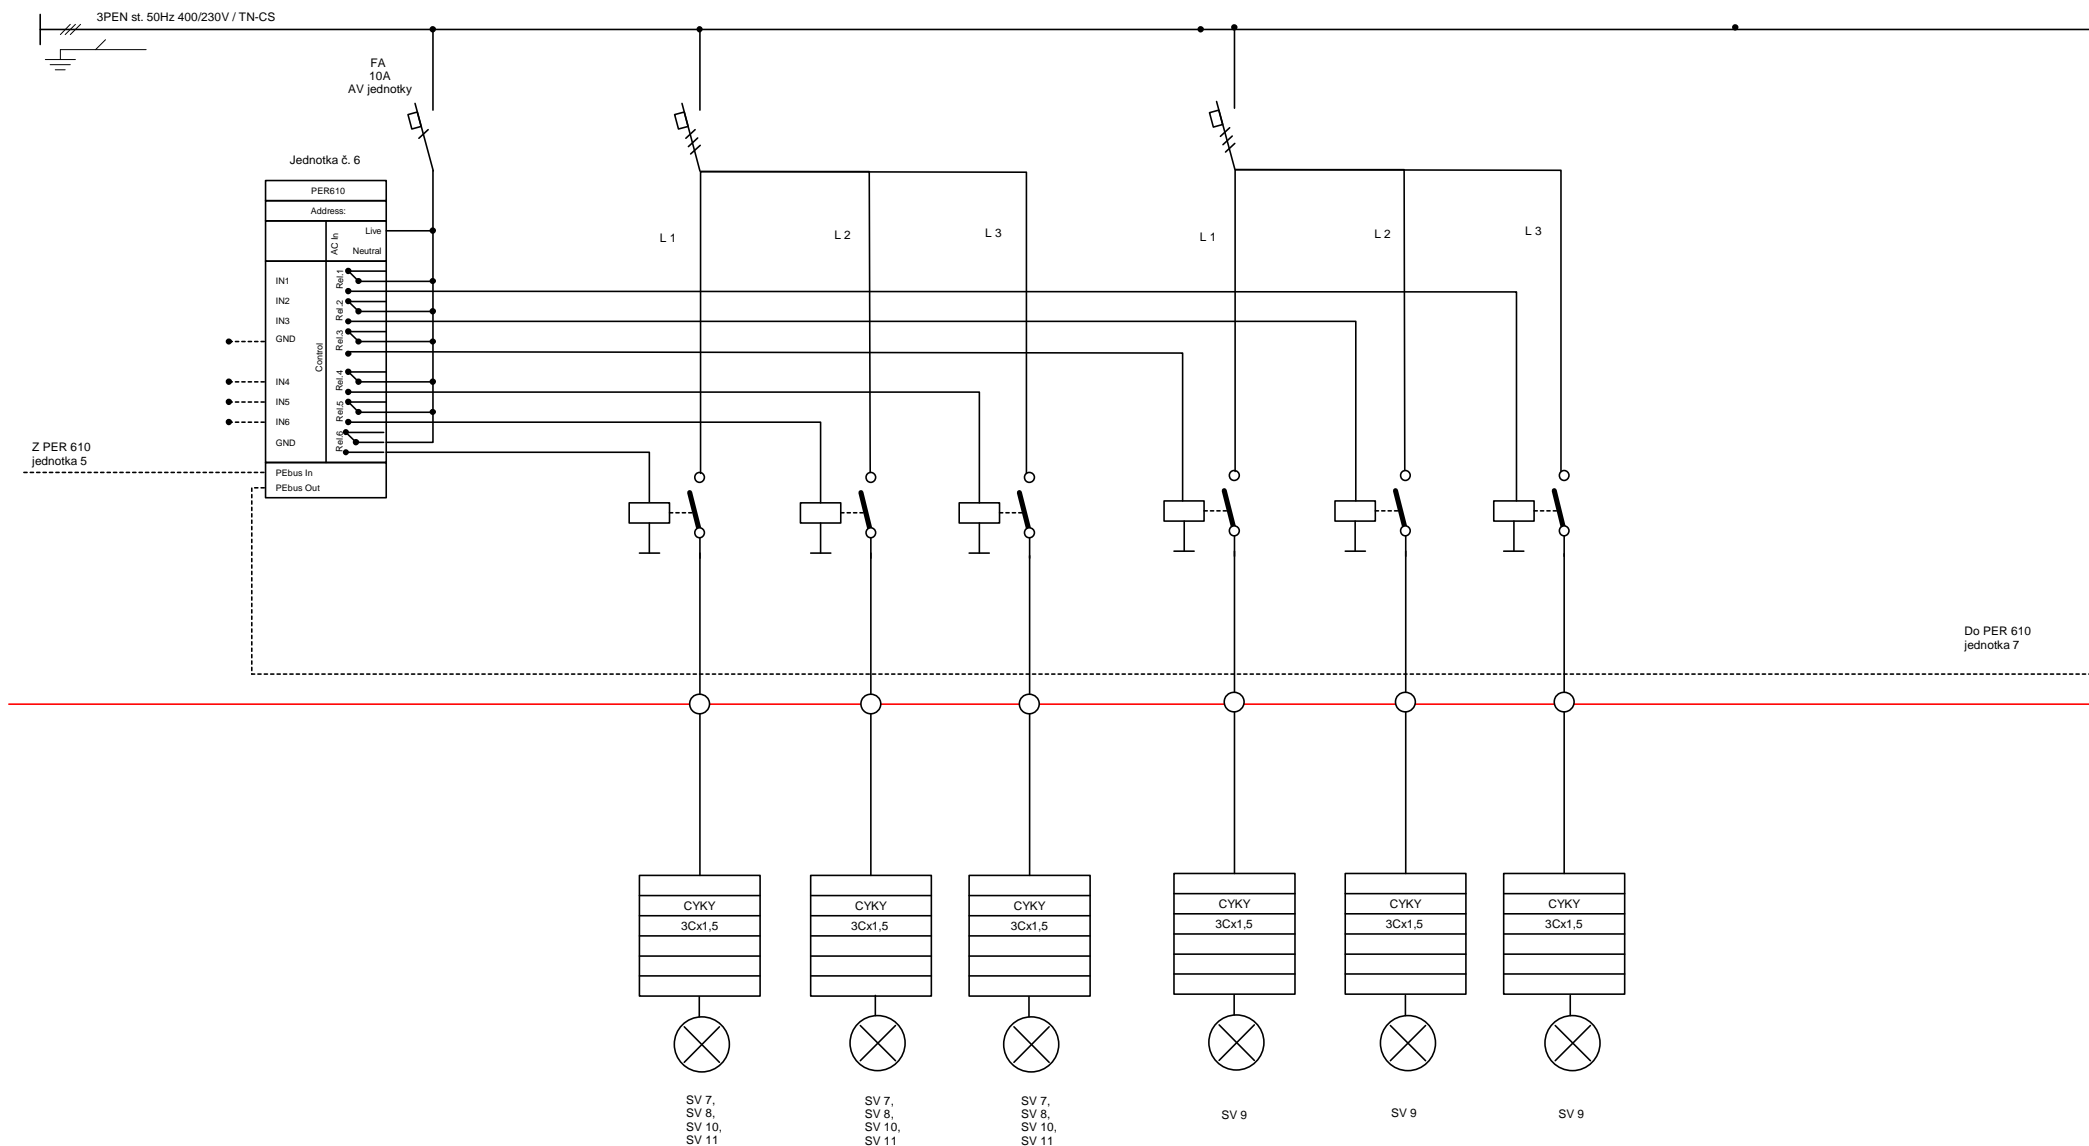 3PEN st. 50Hz 400/230V / TN-CS
FA
10A
AV jednotky
Jednotka č. 6
PER610
Address:
AC In
Live
Neutral
Control
IN1
IN2
IN3
GND
IN4
IN5
IN6
GND
Rel.1
Rel.2
Rel.3
Rel.4
Rel.5
Rel.6
PEbus In
PEbus Out
Z PER 610
jednotka 5
L 1
L 2
L 3
L 1
L 2
L 3
Do PER 610
jednotka 7
CYKY
3Cx1,5
CYKY
3Cx1,5
CYKY
3Cx1,5
CYKY
3Cx1,5
CYKY
3Cx1,5
CYKY
3Cx1,5
SV 7,
SV 8,
SV 10,
SV 11
SV 7,
SV 8,
SV 10,
SV 11
SV 7,
SV 8,
SV 10,
SV 11
SV 9
SV 9
SV 9